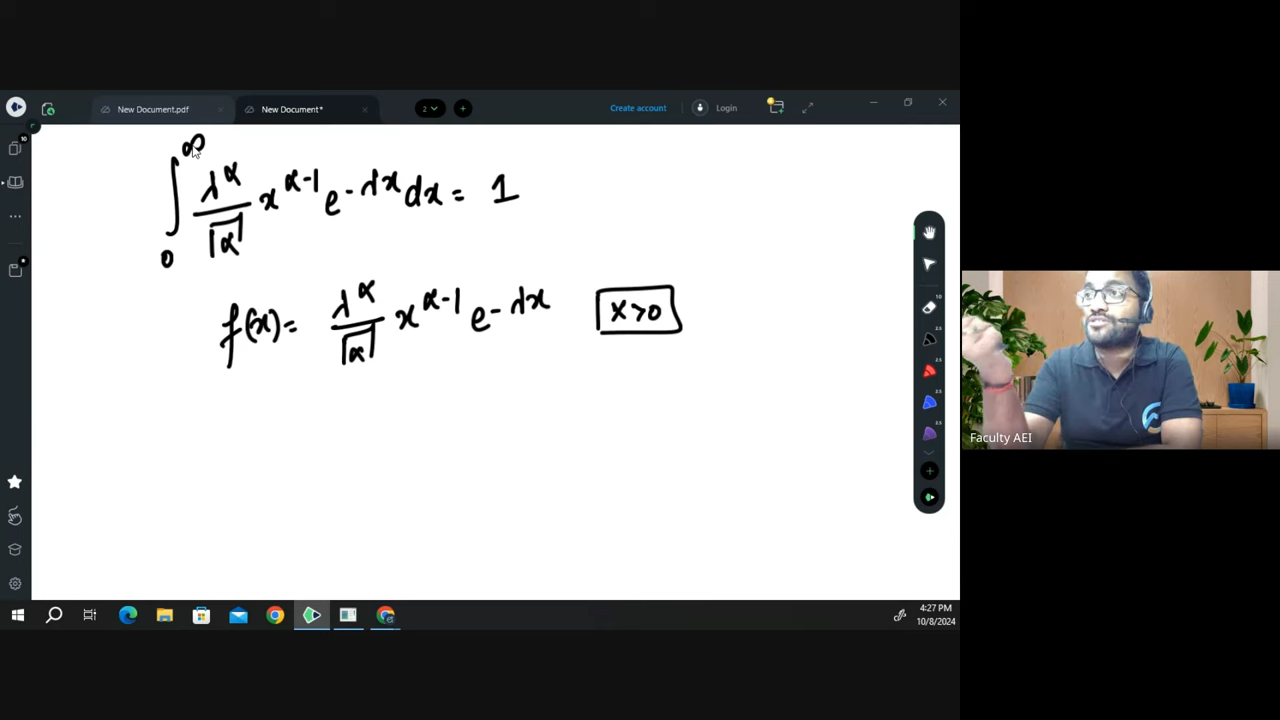 New Document.pdf
New Document*
2
Create account
Login
∫₀^∞ λ^α/Γα x^(α-1) e^(-λx) dx = 1
f(x) = λ^α/Γα x^(α-1) e^(-λx) x>0
Faculty AEI
4:27 PM
10/8/2024